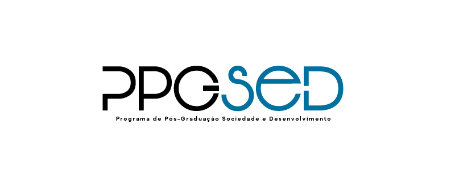 PPGSED
Programa de Pós-Graduação Sociedade e Desenvolvimento